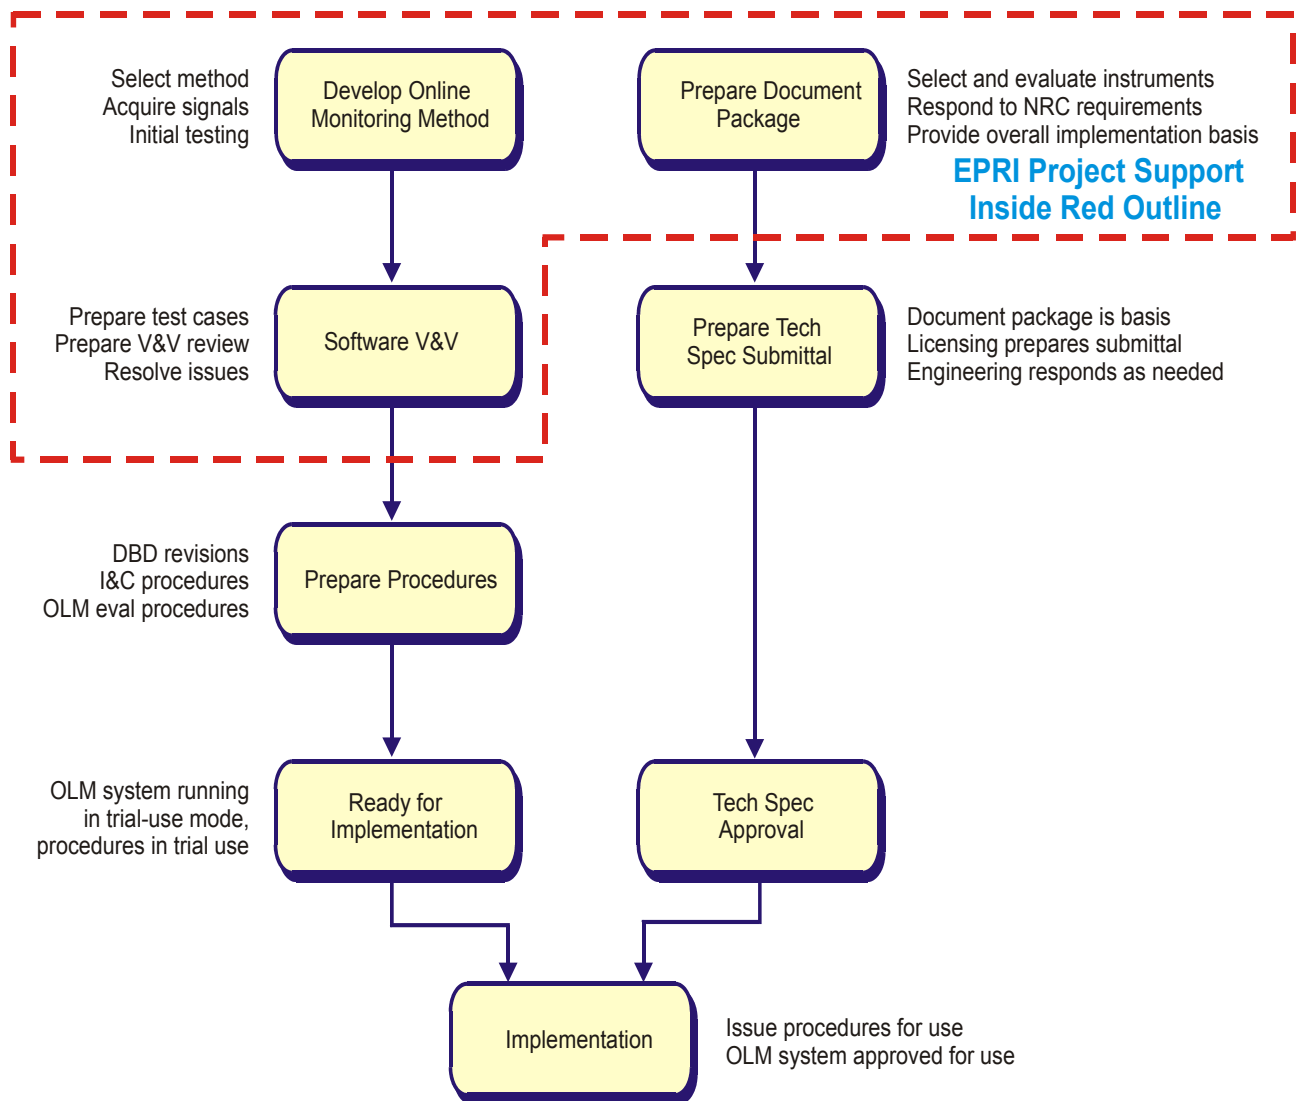 Select method
Acquire signals
Initial testing
Develop Online
Monitoring Method
Prepare Document
Package
Select and evaluate instruments
Respond to NRC requirements
Provide overall implementation basis
EPRI Project Support
Inside Red Outline
Prepare test cases
Prepare V&V review
Resolve issues
Software V&V
Prepare Tech
Spec Submittal
Document package is basis
Licensing prepares submittal
Engineering responds as needed
DBD revisions
I&C procedures
OLM eval procedures
Prepare Procedures
OLM system running
in trial-use mode,
procedures in trial use
Ready for
Implementation
Tech Spec
Approval
Implementation
Issue procedures for use
OLM system approved for use